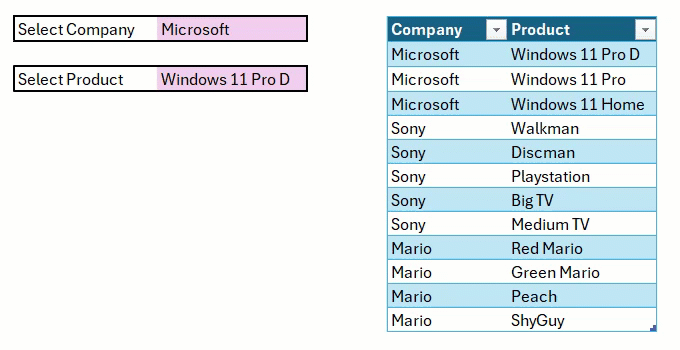 Select Company Microsoft
Select Product Windows 11 Pro D
Company Product
Microsoft Windows 11 Pro D
Microsoft Windows 11 Pro
Microsoft Windows 11 Home
Sony Walkman
Sony Discman
Sony Playstation
Sony Big TV
Sony Medium TV
Mario Red Mario
Mario Green Mario
Mario Peach
Mario ShyGuy